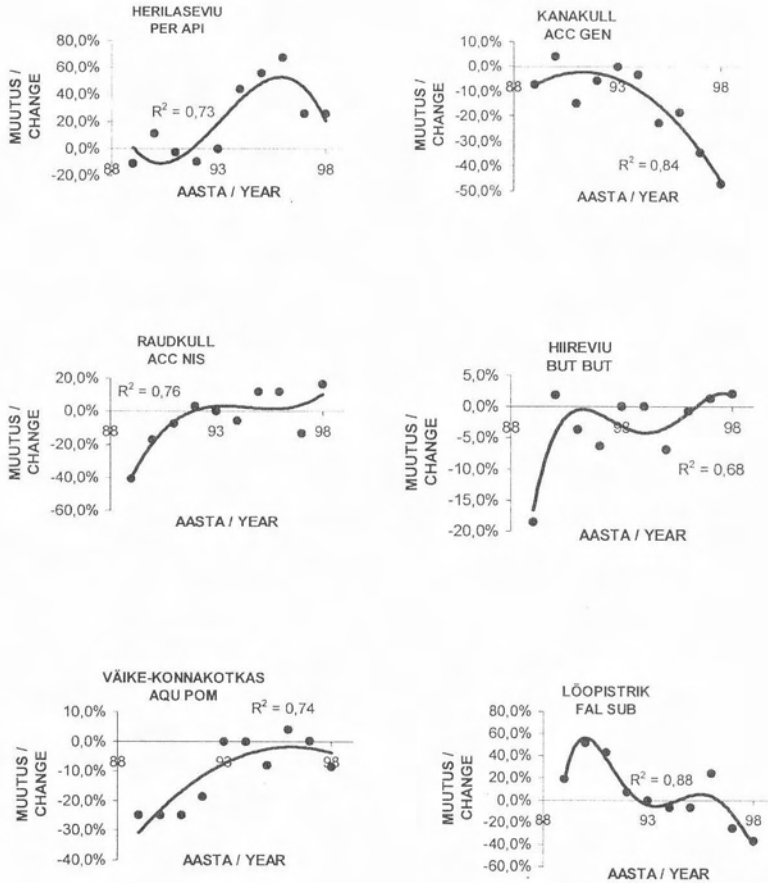 HERILASEVIU
PER API
80,0%
60,0%
40,0%
20,0%
0,0%
-20,0%
88
93
98
R² = 0,73
MUUTUS /
CHANGE
AASTA / YEAR
KANAKULL
ACC GEN
10,0%
0,0%
-10,0%
-20,0%
-30,0%
-40,0%
-50,0%
88
93
98
R² = 0,84
MUUTUS /
CHANGE
AASTA / YEAR
RAUDKULL
ACC NIS
20,0%
0,0%
-20,0%
-40,0%
-60,0%
88
93
98
R² = 0,76
MUUTUS /
CHANGE
AASTA / YEAR
HIIREVIU
BUT BUT
5,0%
0,0%
-5,0%
-10,0%
-15,0%
-20,0%
88
93
98
R² = 0,68
MUUTUS /
CHANGE
AASTA / YEAR
VÄIKE-KONNAKOTKAS
AQU POM
10,0%
0,0%
-10,0%
-20,0%
-30,0%
-40,0%
88
93
98
R² = 0,74
MUUTUS /
CHANGE
AASTA / YEAR
LÕOPISTRIK
FAL SUB
80,0%
60,0%
40,0%
20,0%
0,0%
-20,0%
-40,0%
-60,0%
88
93
98
R² = 0,88
MUUTUS /
CHANGE
AASTA / YEAR